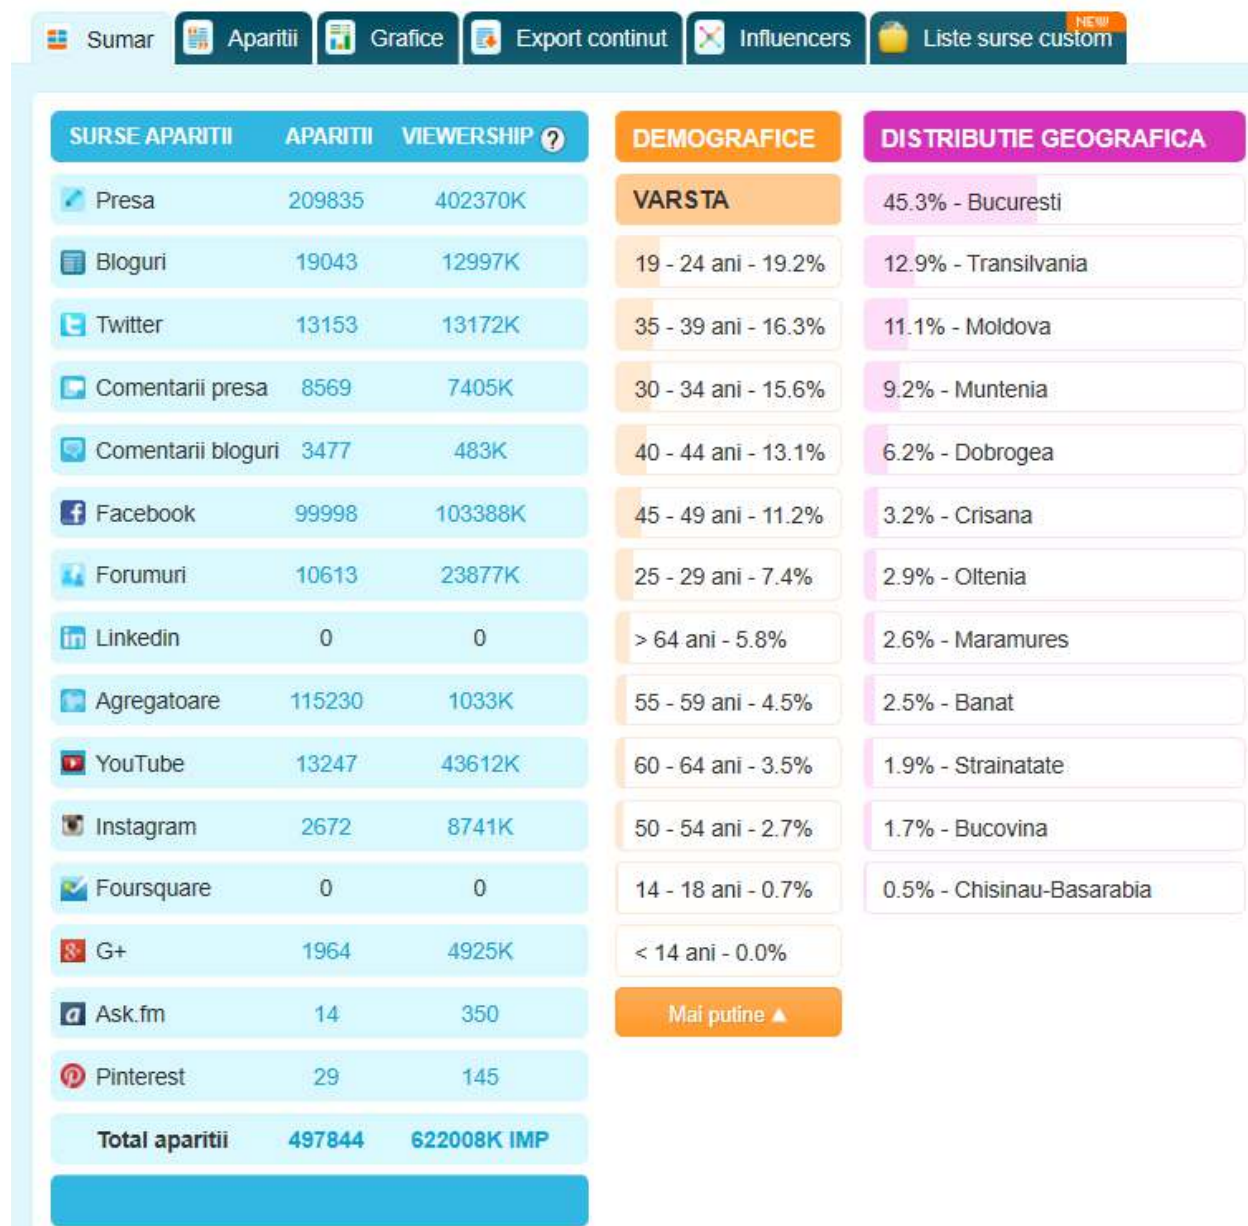 Sumar Aparitii Grafice Export continut Influencers Liste surse custom NEW
SURSE APARITII APARITII VIEWERSHIP ?
Presa 209835 402370K
Bloguri 19043 12997K
Twitter 13153 13172K
Comentarii presa 8569 7405K
Comentarii bloguri 3477 483K
Facebook 99998 103388K
Forumuri 10613 23877K
Linkedin 0 0
Agregatoare 115230 1033K
YouTube 13247 43612K
Instagram 2672 8741K
Foursquare 0 0
G+ 1964 4925K
Ask.fm 14 350
Pinterest 29 145
Total aparitii 497844 622008K IMP
DEMOGRAFICE
VARSTA
19 - 24 ani - 19.2%
35 - 39 ani - 16.3%
30 - 34 ani - 15.6%
40 - 44 ani - 13.1%
45 - 49 ani - 11.2%
25 - 29 ani - 7.4%
> 64 ani - 5.8%
55 - 59 ani - 4.5%
60 - 64 ani - 3.5%
50 - 54 ani - 2.7%
14 - 18 ani - 0.7%
< 14 ani - 0.0%
Mai putine
DISTRIBUTIE GEOGRAFICA
45.3% - Bucuresti
12.9% - Transilvania
11.1% - Moldova
9.2% - Muntenia
6.2% - Dobrogea
3.2% - Crisana
2.9% - Oltenia
2.6% - Maramures
2.5% - Banat
1.9% - Strainatate
1.7% - Bucovina
0.5% - Chisinau-Basarabia